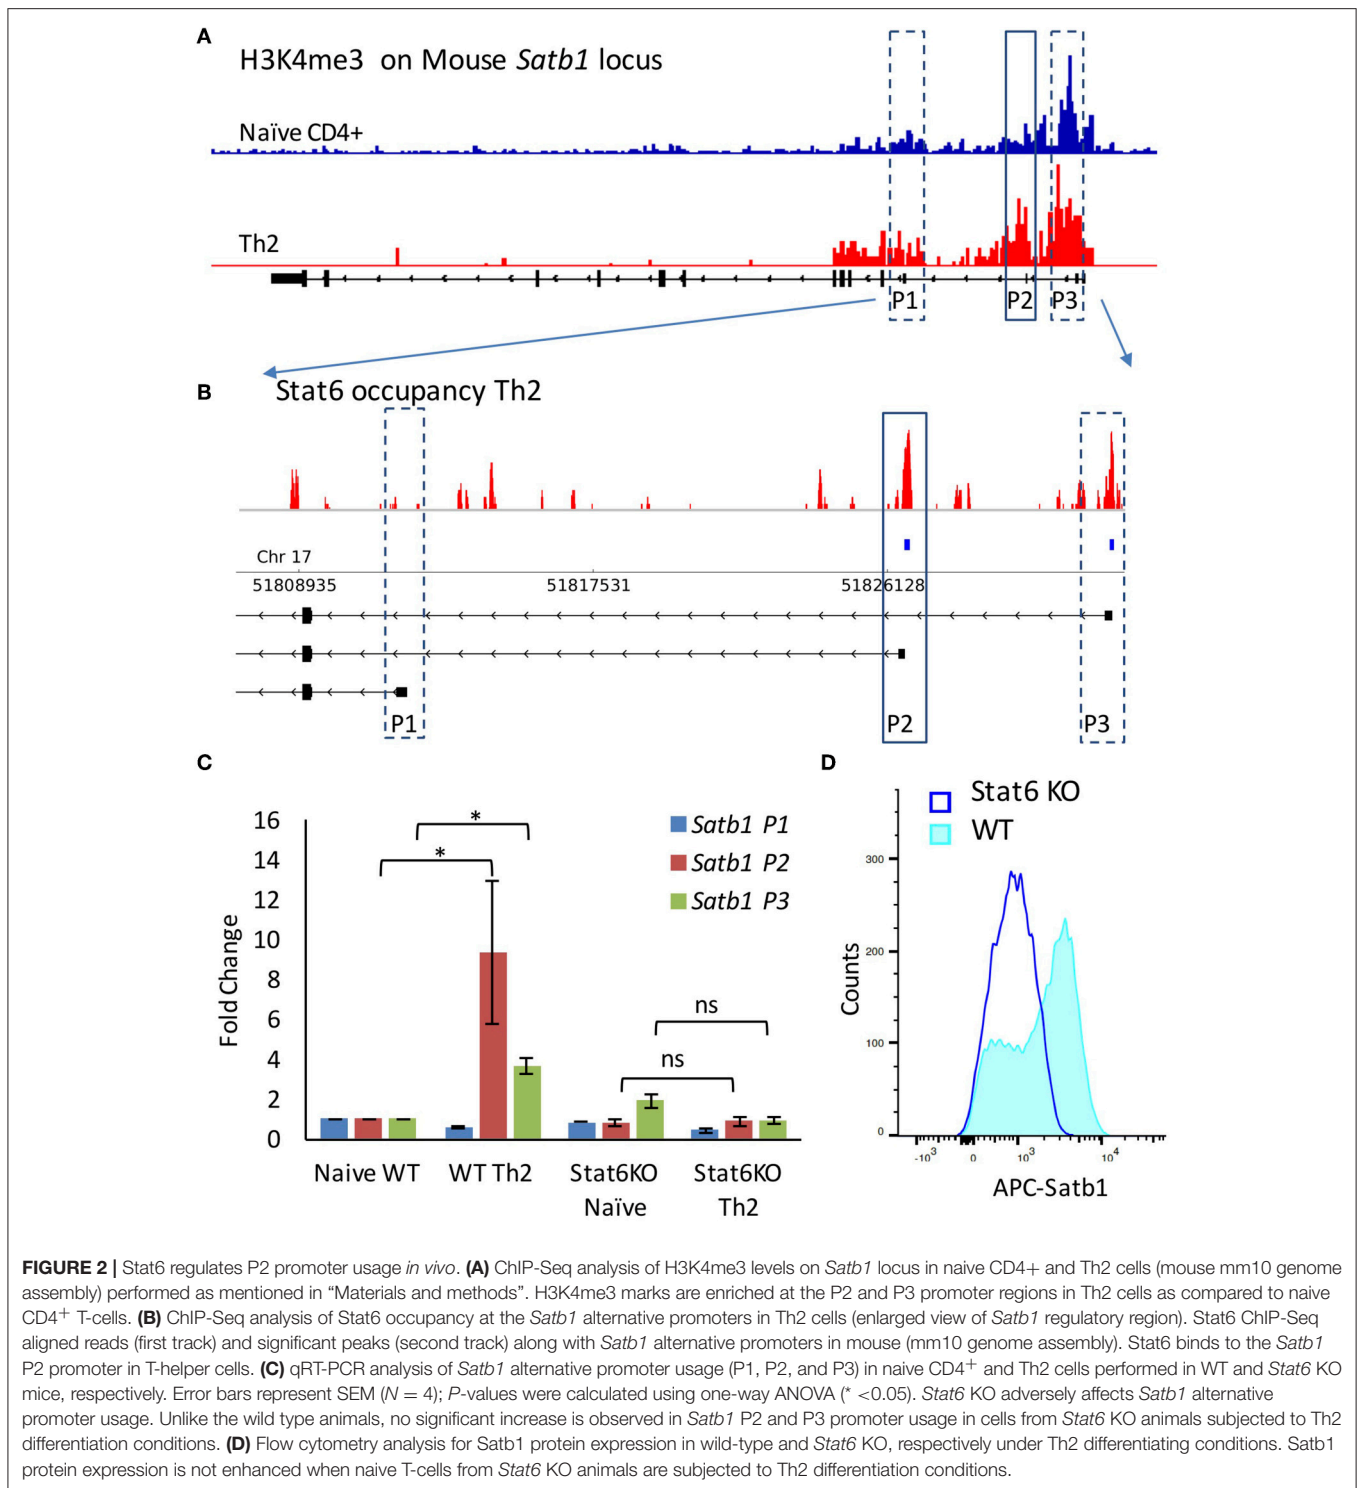 A
H3K4me3 on Mouse Satb1 locus
Naïve CD4+
Th2
P1
P2
P3
B
Stat6 occupancy Th2
Chr 17
51808935
51817531
51826128
P1
P2
P3
C
16
14
12
10
8
6
4
2
0
Fold Change
*
*
ns
ns
Satb1 P1
Satb1 P2
Satb1 P3
Naive WT
WT Th2
Stat6KO
Naïve
Stat6KO
Th2
D
Stat6 KO
WT
300
200
100
0
Counts
-10³
0
10³
10⁴
APC-Satb1
FIGURE 2 | Stat6 regulates P2 promoter usage in vivo. (A) ChIP-Seq analysis of H3K4me3 levels on Satb1 locus in naive CD4+ and Th2 cells (mouse mm10 genome
assembly) performed as mentioned in “Materials and methods”. H3K4me3 marks are enriched at the P2 and P3 promoter regions in Th2 cells as compared to naive
CD4⁺ T-cells. (B) ChIP-Seq analysis of Stat6 occupancy at the Satb1 alternative promoters in Th2 cells (enlarged view of Satb1 regulatory region). Stat6 ChIP-Seq
aligned reads (first track) and significant peaks (second track) along with Satb1 alternative promoters in mouse (mm10 genome assembly). Stat6 binds to the Satb1
P2 promoter in T-helper cells. (C) qRT-PCR analysis of Satb1 alternative promoter usage (P1, P2, and P3) in naive CD4⁺ and Th2 cells performed in WT and Stat6 KO
mice, respectively. Error bars represent SEM (N = 4); P-values were calculated using one-way ANOVA (* <0.05). Stat6 KO adversely affects Satb1 alternative
promoter usage. Unlike the wild type animals, no significant increase is observed in Satb1 P2 and P3 promoter usage in cells from Stat6 KO animals subjected to Th2
differentiation conditions. (D) Flow cytometry analysis for Satb1 protein expression in wild-type and Stat6 KO, respectively under Th2 differentiating conditions. Satb1
protein expression is not enhanced when naive T-cells from Stat6 KO animals are subjected to Th2 differentiation conditions.